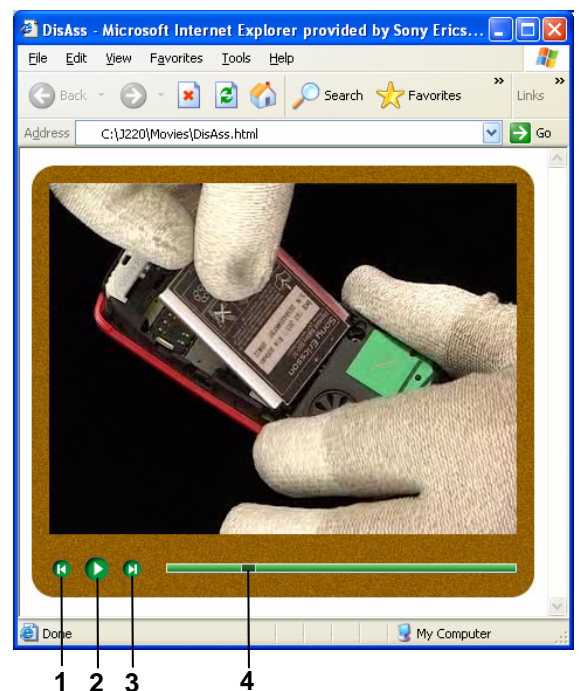 DisAss - Microsoft Internet Explorer provided by Sony Erics...
File Edit View Favorites Tools Help
Back Search Favorites » Links »
Address C:\J220\Movies\DisAss.html Go
Sony Ericsson
Done My Computer
1 2 3 4